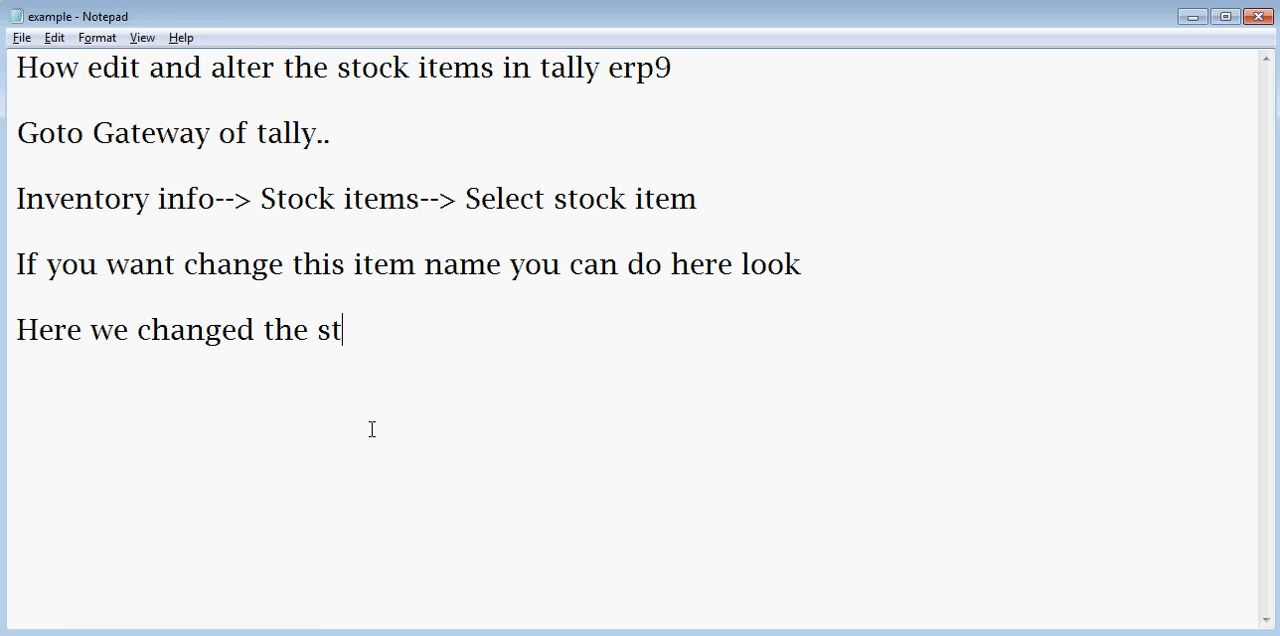 example - Notepad
File Edit Format View Help
How edit and alter the stock items in tally erp9
Goto Gateway of tally..
Inventory info--> Stock items--> Select stock item
If you want change this item name you can do here look
Here we changed the st